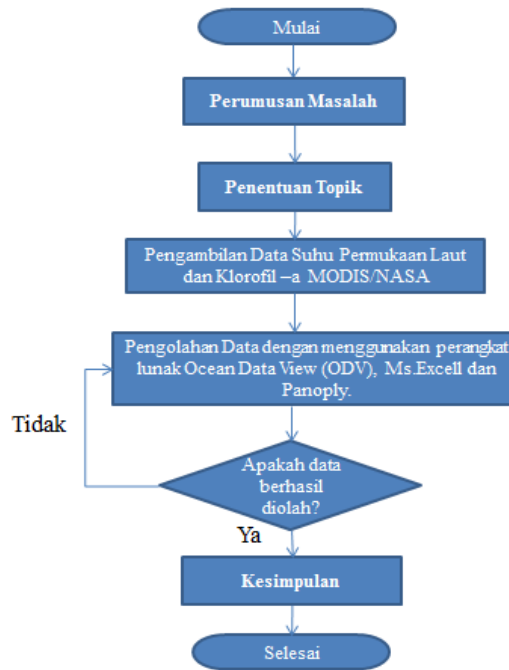 Mulai
Perumusan Masalah
Penentuan Topik
Pengambilan Data Suhu Permukaan Laut
dan Klorofil –a MODIS/NASA
Pengolahan Data dengan menggunakan perangkat
lunak Ocean Data View (ODV), Ms.Excell dan
Panoply.
Tidak
Apakah data
berhasil
diolah?
Ya
Kesimpulan
Selesai